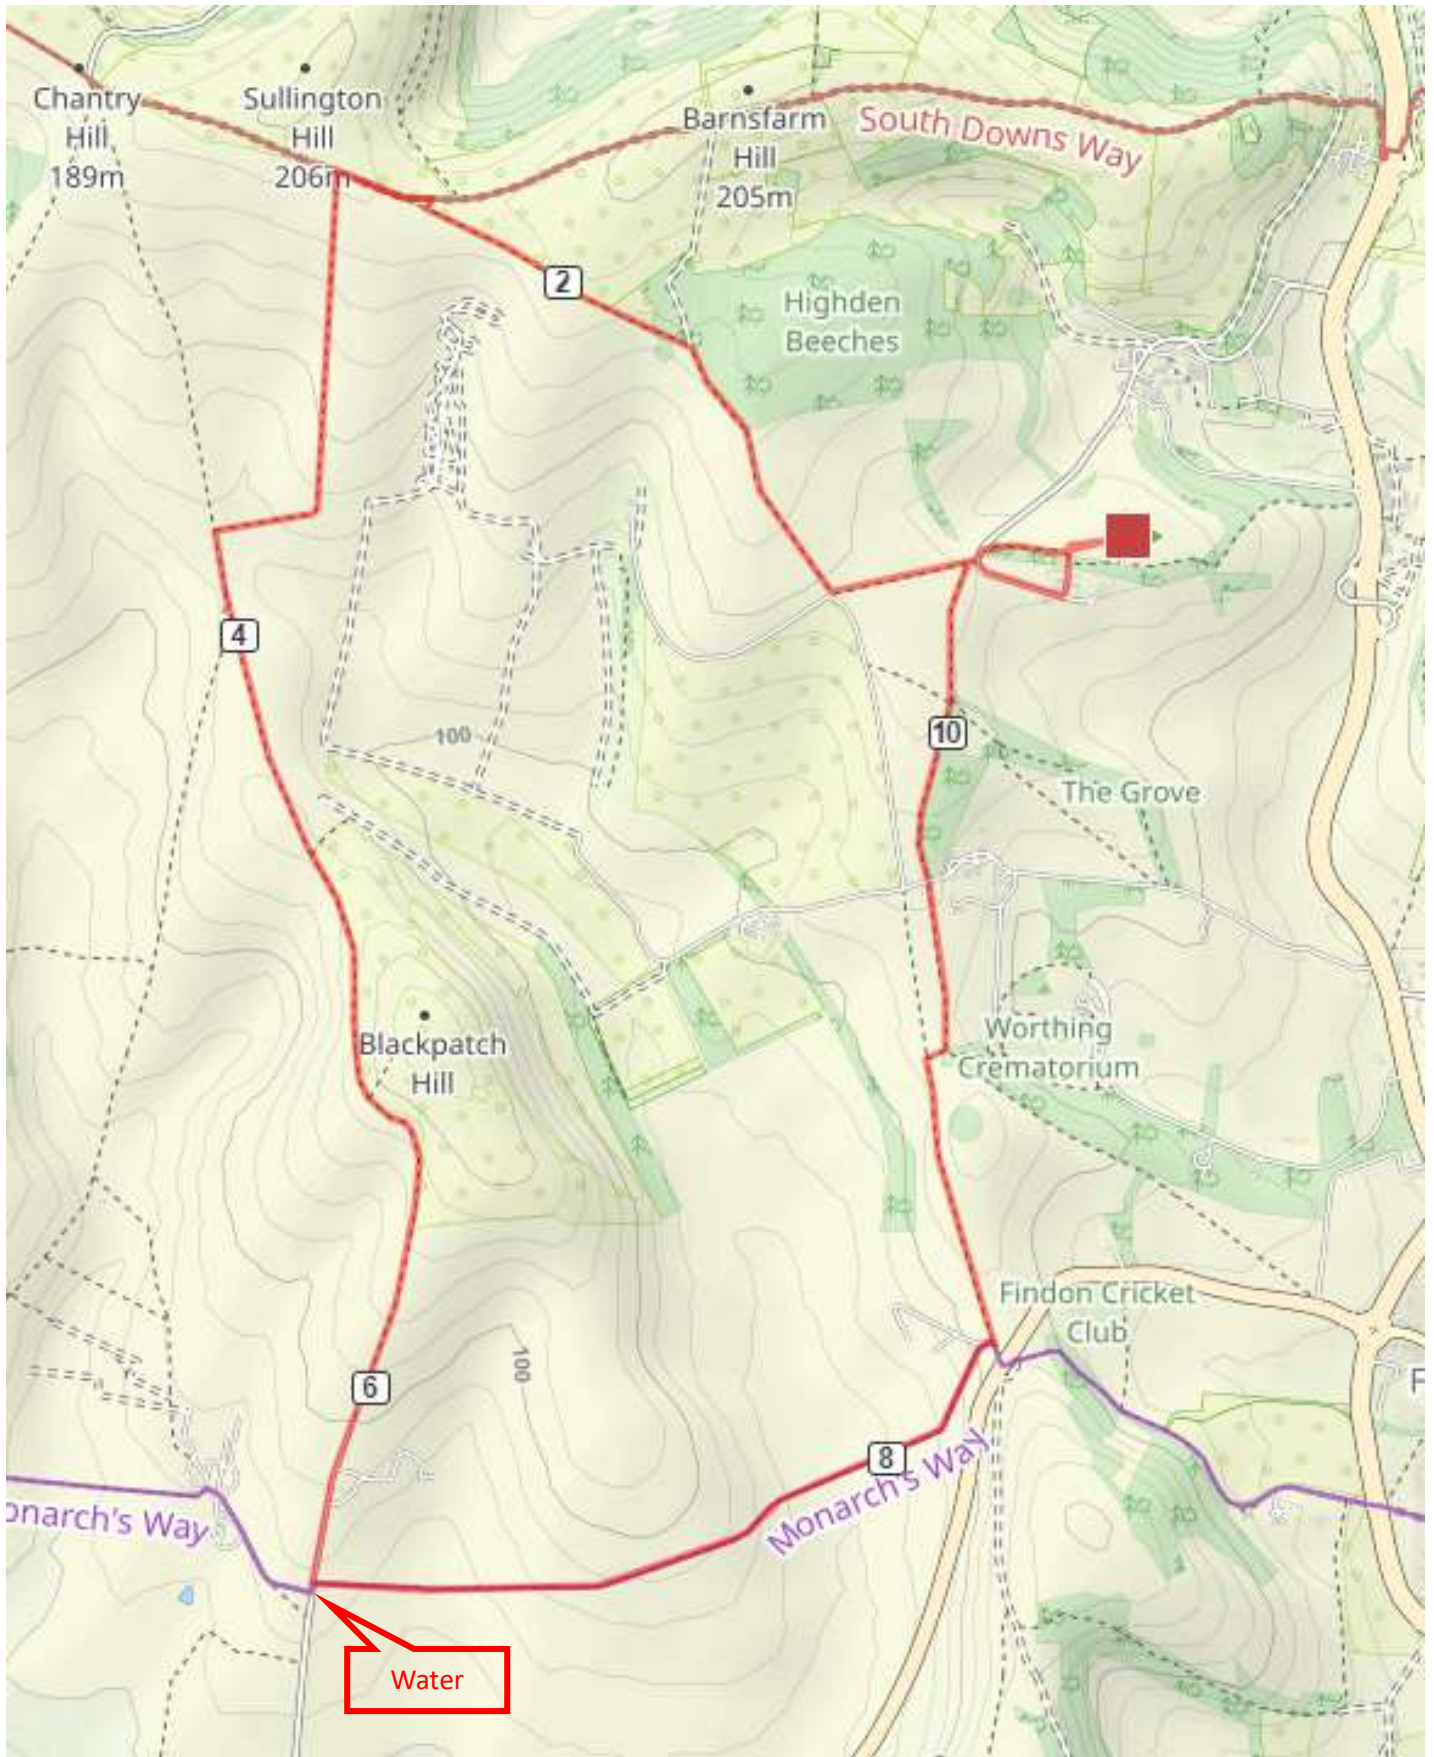 Chantry
Hill
189m
Sullington
Hill
206m
Barnsfarm
Hill
205m
South Downs Way
2
Highden
Beeches
4
100
10
The Grove
Blackpatch
Hill
Worthing
Crematorium
Findon Cricket
Club
100
6
F
8
Monarch's Way
onarch's Way
Water